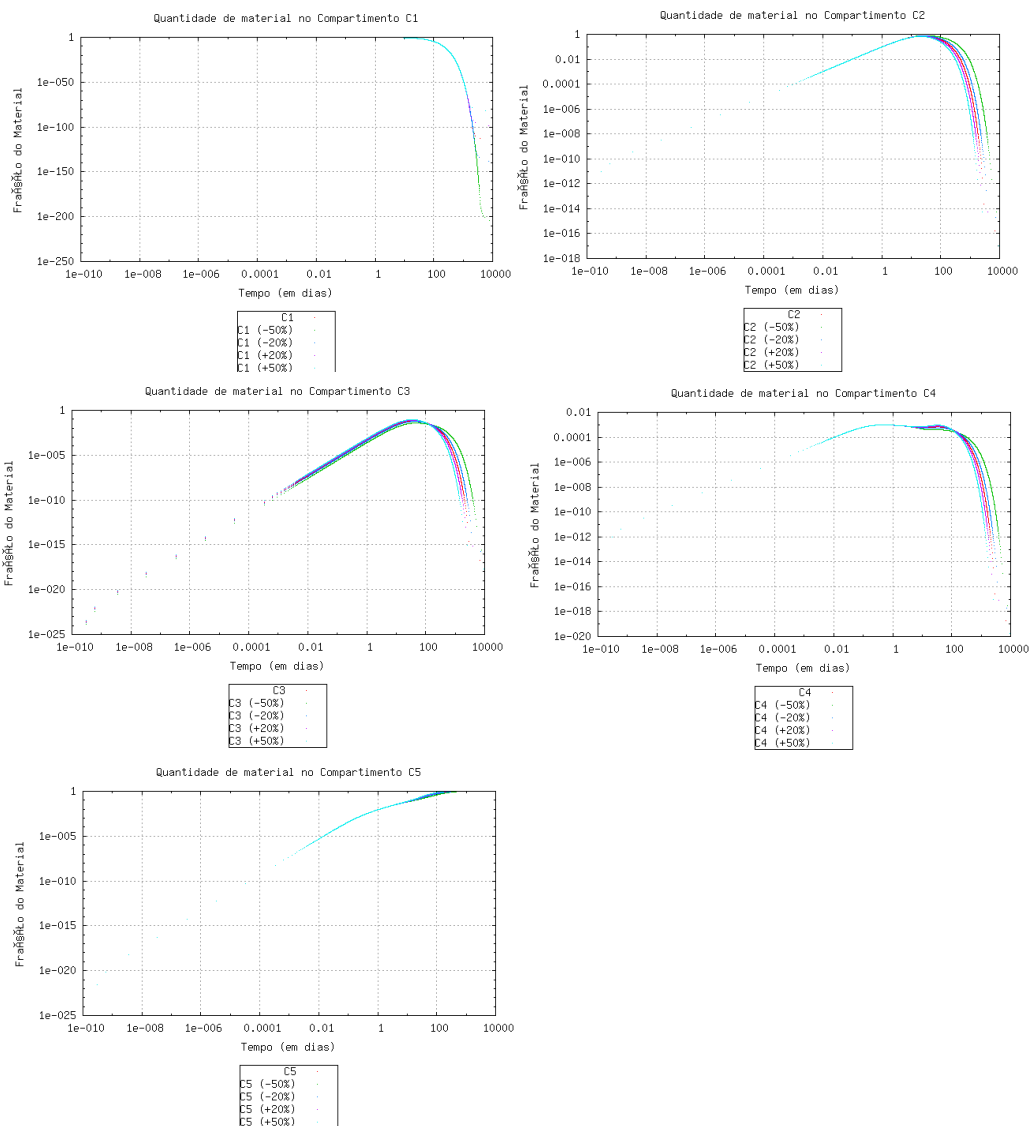 Quantidade de material no Compartimento C1
1
1e-050
1e-100
1e-150
1e-200
1e-250
do Material
1e-010 1e-008 1e-006 0.0001 0.01 1 100 10000
Tempo (em dias)
C1
C1 (-50%)
C1 (-20%)
C1 (+20%)
C1 (+50%)
Quantidade de material no Compartimento C2
1
0.01
0.0001
1e-006
1e-008
1e-010
1e-012
1e-014
1e-016
1e-018
do Material
1e-010 1e-008 1e-006 0.0001 0.01 1 100 10000
Tempo (em dias)
C2
C2 (-50%)
C2 (-20%)
C2 (+20%)
C2 (+50%)
Quantidade de material no Compartimento C3
1
1e-005
1e-010
1e-015
1e-020
1e-025
do Material
1e-010 1e-008 1e-006 0.0001 0.01 1 100 10000
Tempo (em dias)
C3
C3 (-50%)
C3 (-20%)
C3 (+20%)
C3 (+50%)
Quantidade de material no Compartimento C4
0.01
0.0001
1e-006
1e-008
1e-010
1e-012
1e-014
1e-016
1e-018
1e-020
do Material
1e-010 1e-008 1e-006 0.0001 0.01 1 100 10000
Tempo (em dias)
C4
C4 (-50%)
C4 (-20%)
C4 (+20%)
C4 (+50%)
Quantidade de material no Compartimento C5
1
1e-005
1e-010
1e-015
1e-020
1e-025
do Material
1e-010 1e-008 1e-006 0.0001 0.01 1 100 10000
Tempo (em dias)
C5
C5 (-50%)
C5 (-20%)
C5 (+20%)
C5 (+50%)